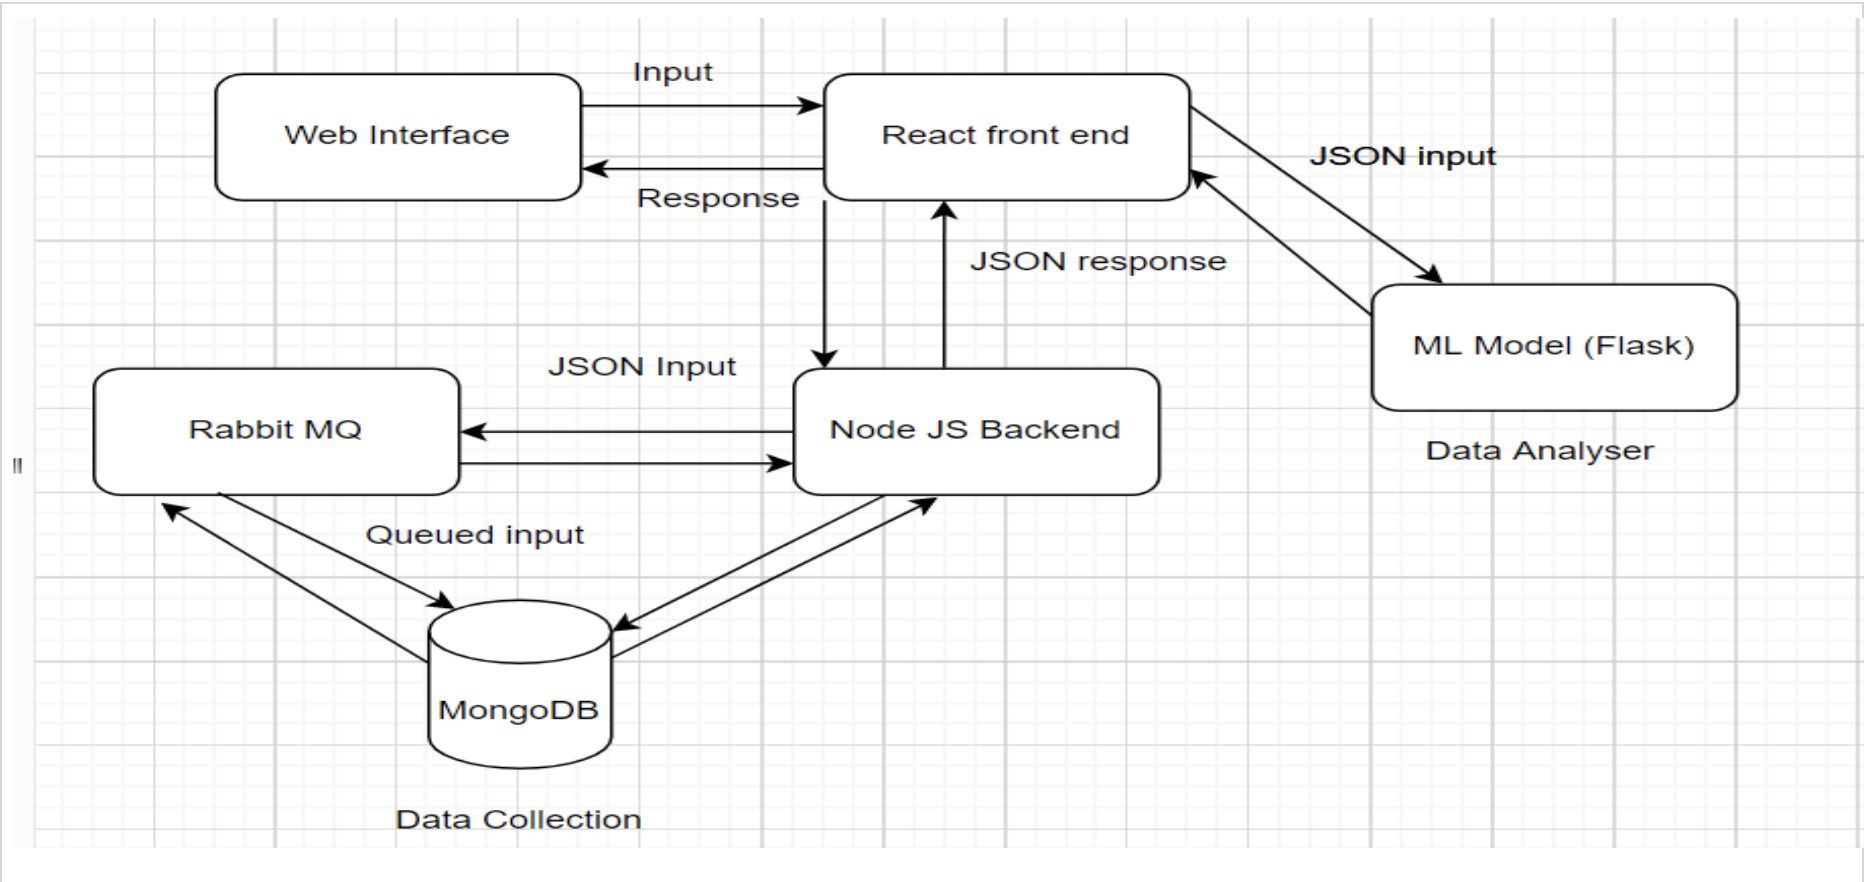 Input
Web Interface
React front end
JSON input
Response
JSON response
ML Model (Flask)
JSON Input
Rabbit MQ
Node JS Backend
Data Analyser
Queued input
MongoDB
Data Collection